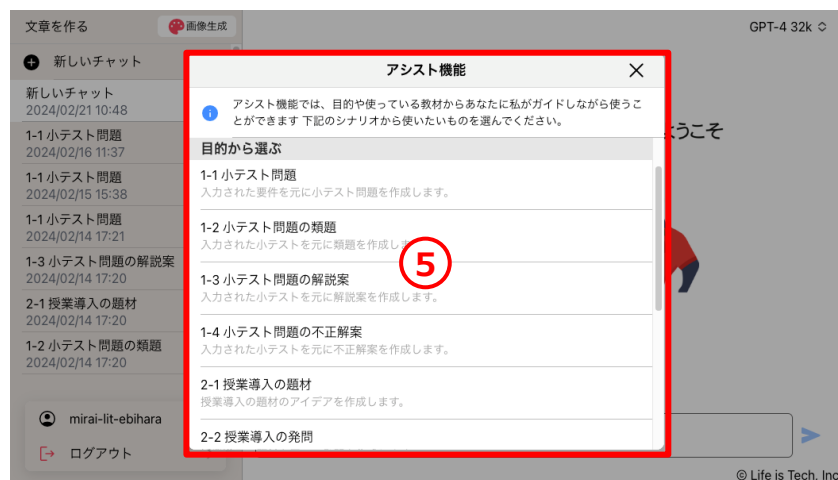 文章を作る
画像生成
GPT-4 32k
新しいチャット
新しいチャット
2024/02/21 10:48
1-1 小テスト問題
2024/02/16 11:37
1-1 小テスト問題
2024/02/15 15:38
1-1 小テスト問題
2024/02/14 17:21
1-3 小テスト問題の解説案
2024/02/14 17:20
2-1 授業導入の題材
2024/02/14 17:20
1-2 小テスト問題の類題
2024/02/14 17:20
mirai-lit-ebihara
ログアウト
アシスト機能
アシスト機能では、目的や使っている教材からあなたに私がガイドしながら使うこ
とができます 下記のシナリオから使いたいものを選んでください。
目的から選ぶ
1-1 小テスト問題
入力された要件を元に小テスト問題を作成します。
1-2 小テスト問題の類題
入力された小テストを元に類題を作成し
⑤
1-3 小テスト問題の解説案
入力された小テストを元に解説案を作成します。
1-4 小テスト問題の不正解案
入力された小テストを元に不正解案を作成します。
2-1 授業導入の題材
授業導入の題材のアイデアを作成します。
2-2 授業導入の発問
うこそ
© Life is Tech, Inc